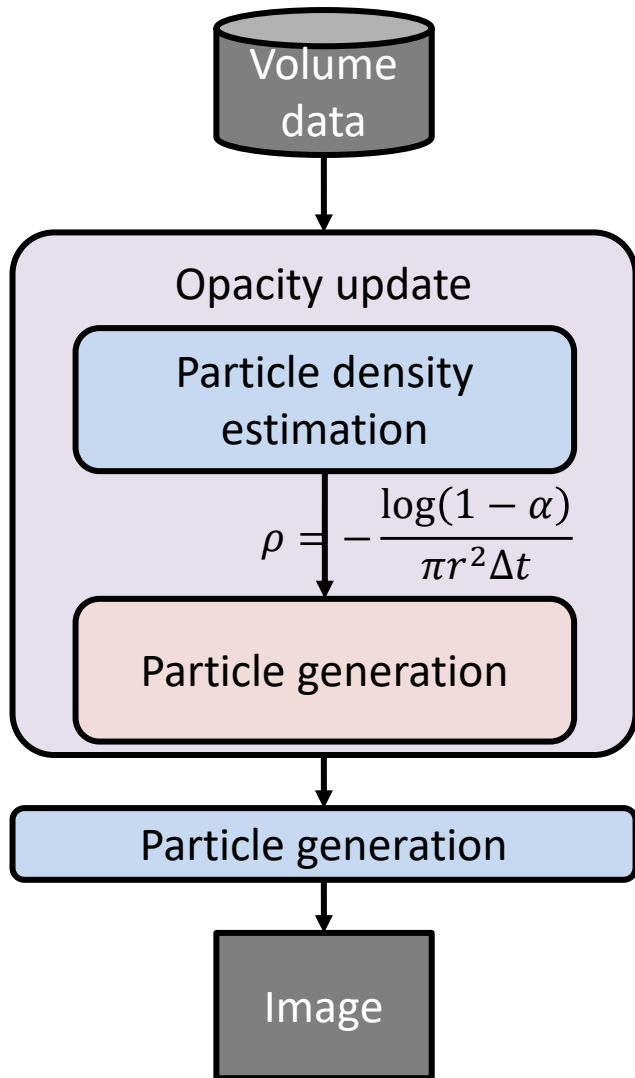 Volume
data
Opacity update
Particle density
estimation
ρ = − log(1 − α) / πr²Δt
Particle generation
Particle generation
Image